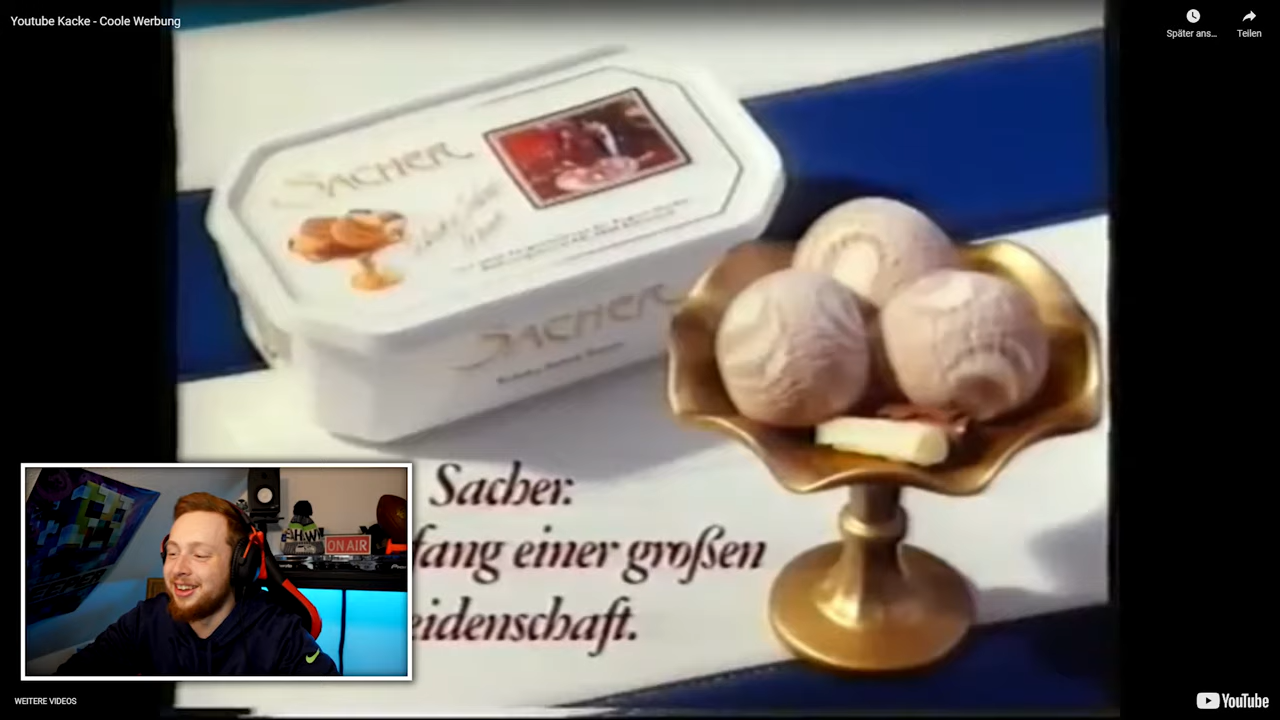 Youtube Kacke - Coole Werbung
Später ans...
Teilen
SACHER
SACHER
Sacher:
fang einer großen
eidenschaft.
HAWK
ON AIR
WEITERE VIDEOS
YouTube